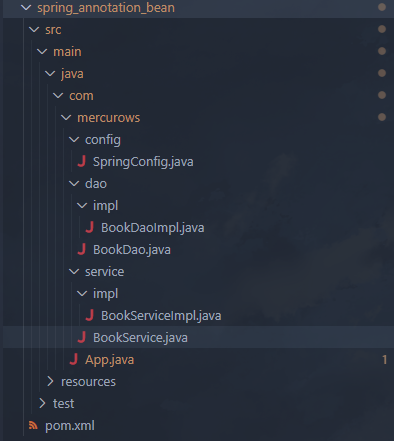 spring_annotation_bean
src
main
java
com
mercurows
config
SpringConfig.java
dao
impl
BookDaoImpl.java
BookDao.java
service
impl
BookServiceImpl.java
BookService.java
App.java 1
resources
test
pom.xml